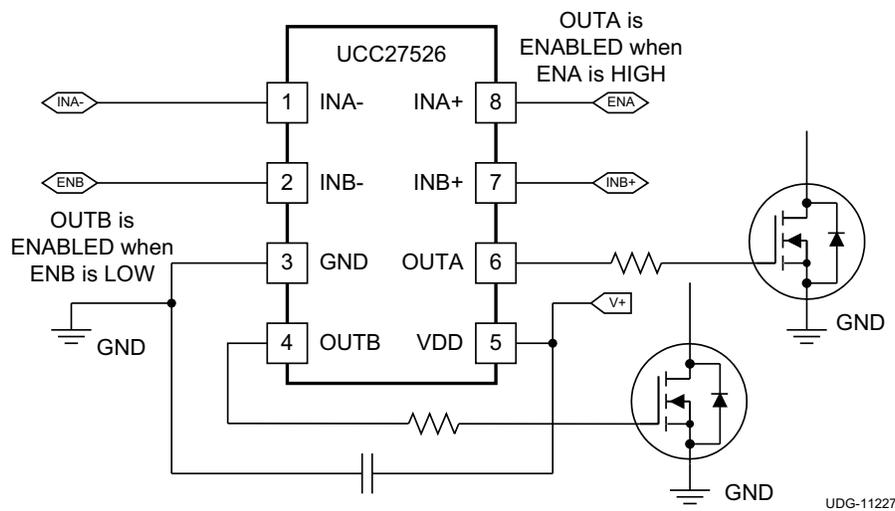 UCC27526
OUTA is
ENABLED when
ENA is HIGH
INA-
1 INA-
INA+ 8
ENA
ENB
2 INB-
INB+ 7
INB+
OUTB is
ENABLED when
ENB is LOW
3 GND
OUTA 6
V+
GND
GND
4 OUTB
VDD 5
GND
UDG-11227